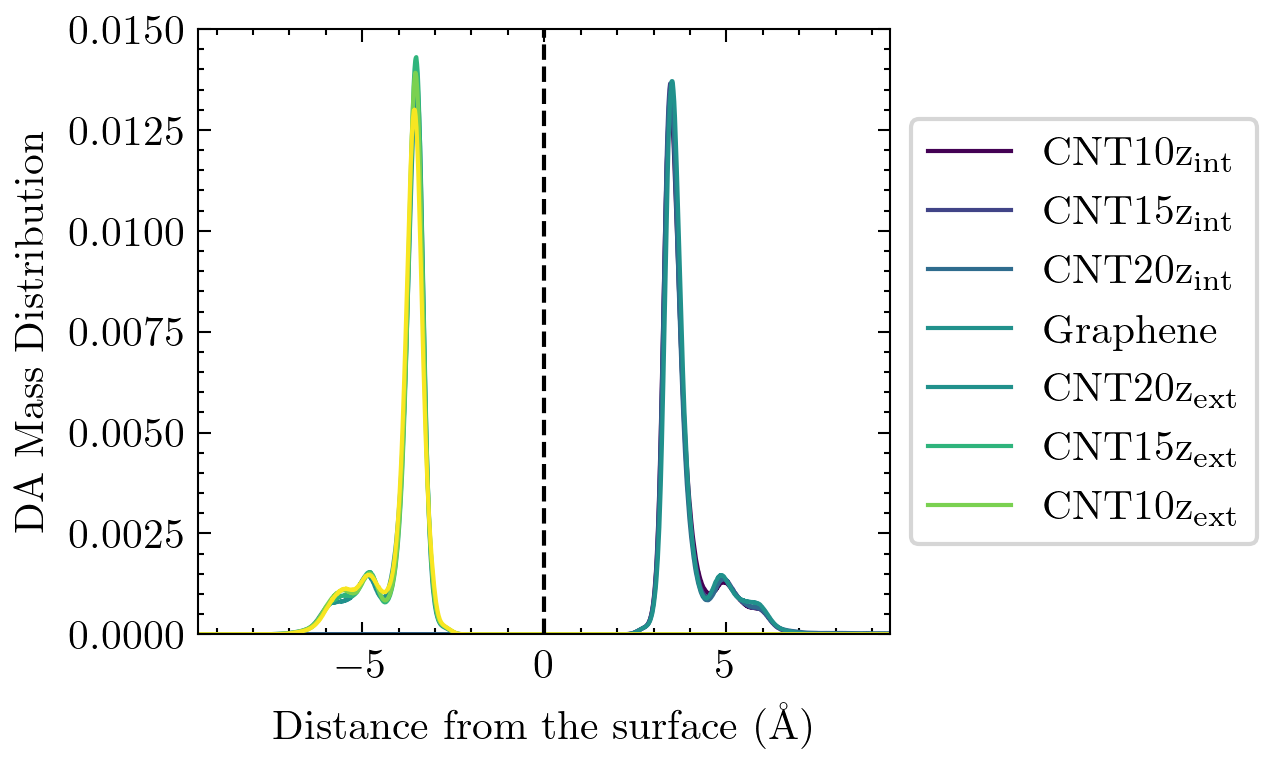 DA Mass Distribution
0.0150
0.0125
0.0100
0.0075
0.0050
0.0025
0.0000
−5 0 5
Distance from the surface (Å)
CNT10z_int
CNT15z_int
CNT20z_int
Graphene
CNT20z_ext
CNT15z_ext
CNT10z_ext